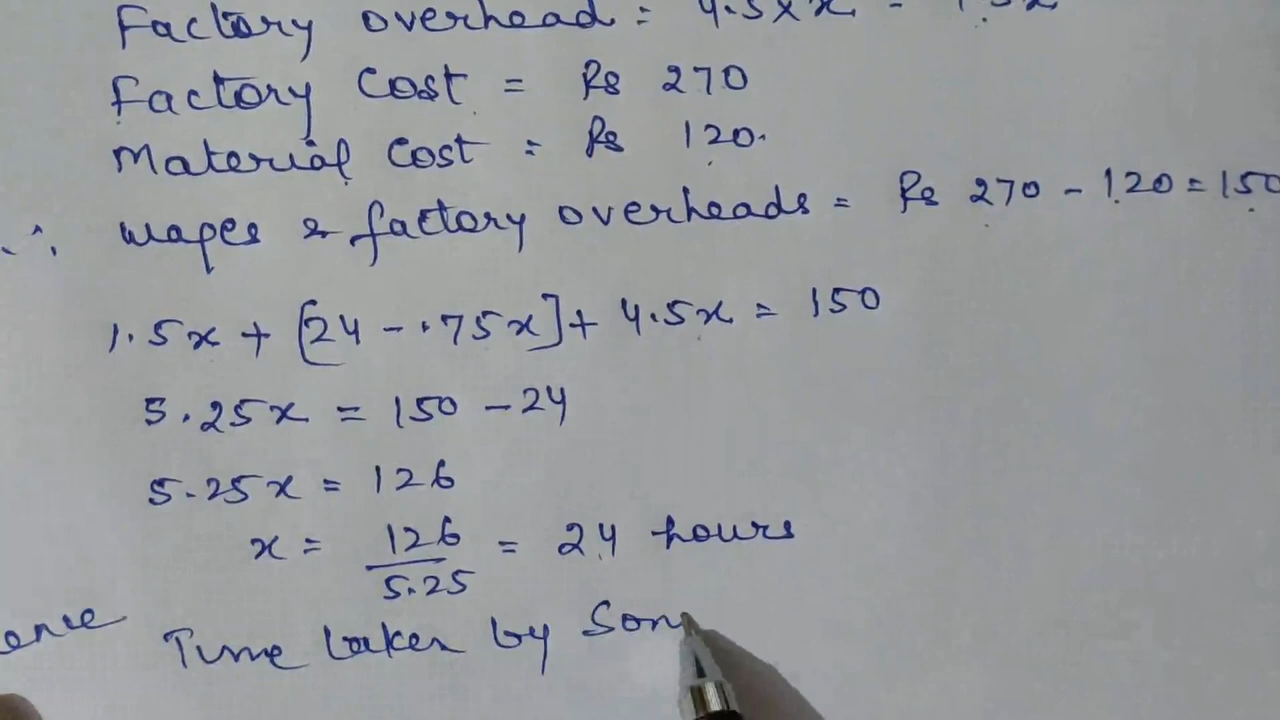 Factory overhead = 4.5 x x =
Factory Cost = Rs 270
Material Cost = Rs 120.
∴ Wages & factory overheads = Rs 270 - 120 = 150
1.5x + [24 - .75x] + 4.5x = 150
5.25x = 150 - 24
5.25x = 126
x = 126/5.25 = 24 hours
ence Time taken by Son